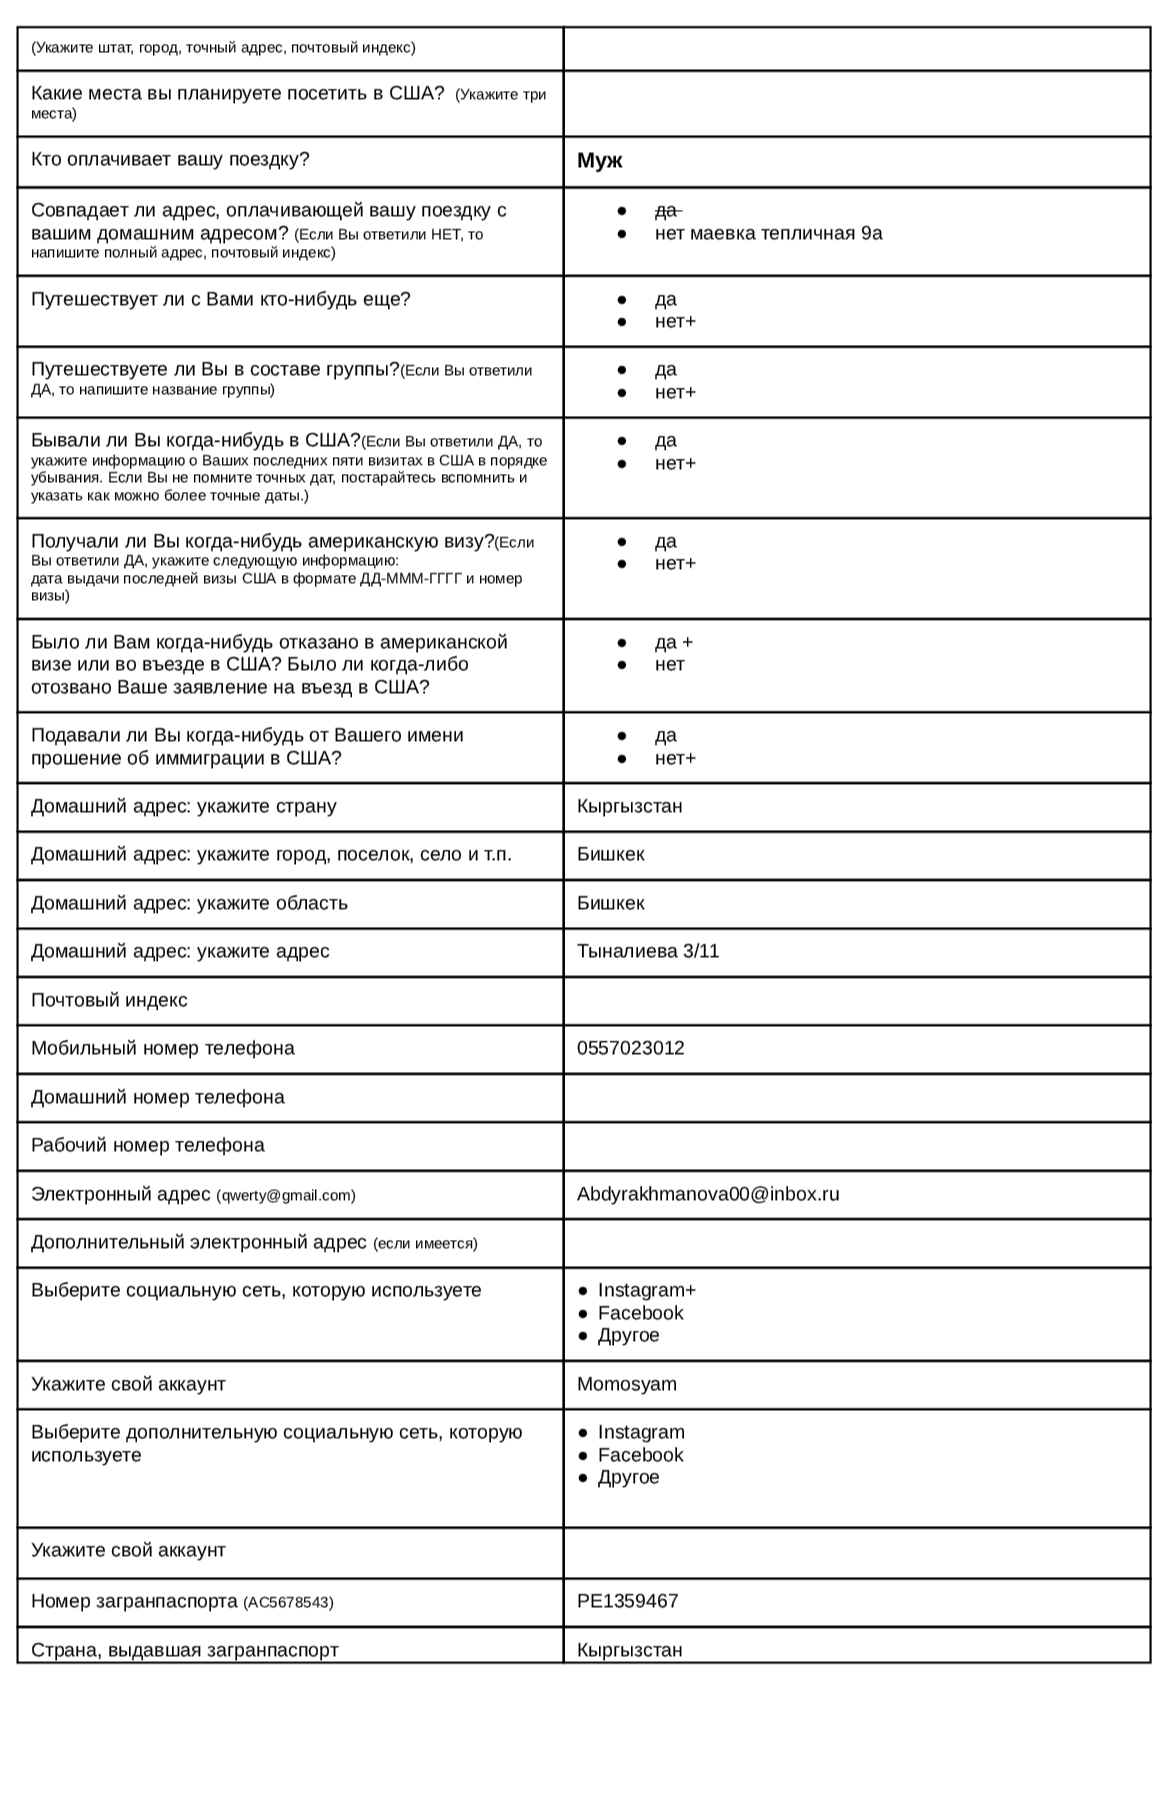 (Укажите штат, город, точный адрес, почтовый индекс)
Какие места вы планируете посетить в США? (Укажите три
места)
Кто оплачивает вашу поездку?
Муж
Совпадает ли адрес, оплачивающей вашу поездку с
вашим домашним адресом? (Если Вы ответили НЕТ, то
напишите полный адрес, почтовый индекс)
● да
● нет маевка тепличная 9а
Путешествует ли с Вами кто-нибудь еще?
● да
● нет+
Путешествуете ли Вы в составе группы?(Если Вы ответили
ДА, то напишите название группы)
● да
● нет+
Бывали ли Вы когда-нибудь в США?(Если Вы ответили ДА, то
укажите информацию о Ваших последних пяти визитах в США в порядке
убывания. Если Вы не помните точных дат, постарайтесь вспомнить и
указать как можно более точные даты.)
● да
● нет+
Получали ли Вы когда-нибудь американскую визу?(Если
Вы ответили ДА, укажите следующую информацию:
дата выдачи последней визы США в формате ДД-МММ-ГГГГ и номер
визы)
● да
● нет+
Было ли Вам когда-нибудь отказано в американской
визе или во въезде в США? Было ли когда-либо
отозвано Ваше заявление на въезд в США?
● да +
● нет
Подавали ли Вы когда-нибудь от Вашего имени
прошение об иммиграции в США?
● да
● нет+
Домашний адрес: укажите страну
Кыргызстан
Домашний адрес: укажите город, поселок, село и т.п.
Бишкек
Домашний адрес: укажите область
Бишкек
Домашний адрес: укажите адрес
Тыналиева 3/11
Почтовый индекс
Мобильный номер телефона
0557023012
Домашний номер телефона
Рабочий номер телефона
Электронный адрес (qwerty@gmail.com)
Abdyrakhmanova00@inbox.ru
Дополнительный электронный адрес (если имеется)
Выберите социальную сеть, которую используете
● Instagram+
● Facebook
● Другое
Укажите свой аккаунт
Momosyam
Выберите дополнительную социальную сеть, которую
используете
● Instagram
● Facebook
● Другое
Укажите свой аккаунт
Номер загранпаспорта (AC5678543)
PE1359467
Страна, выдавшая загранпаспорт
Кыргызстан